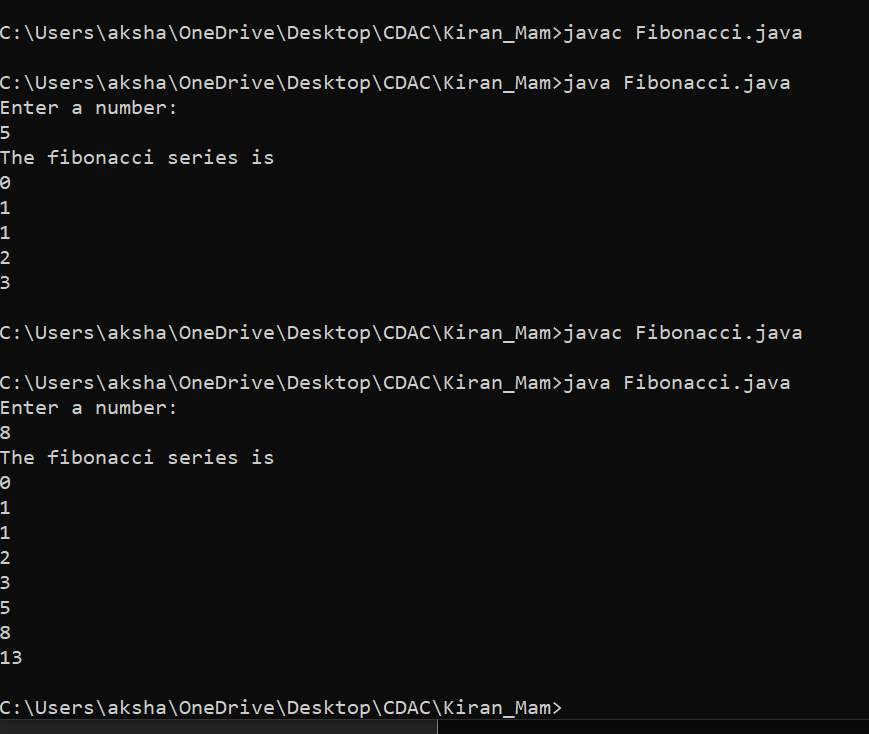 C:\Users\aksha\OneDrive\Desktop\CDAC\Kiran_Mam>javac Fibonacci.java
C:\Users\aksha\OneDrive\Desktop\CDAC\Kiran_Mam>java Fibonacci.java
Enter a number:
5
The fibonacci series is
0
1
1
2
3
C:\Users\aksha\OneDrive\Desktop\CDAC\Kiran_Mam>javac Fibonacci.java
C:\Users\aksha\OneDrive\Desktop\CDAC\Kiran_Mam>java Fibonacci.java
Enter a number:
8
The fibonacci series is
0
1
1
2
3
5
8
13
C:\Users\aksha\OneDrive\Desktop\CDAC\Kiran_Mam>